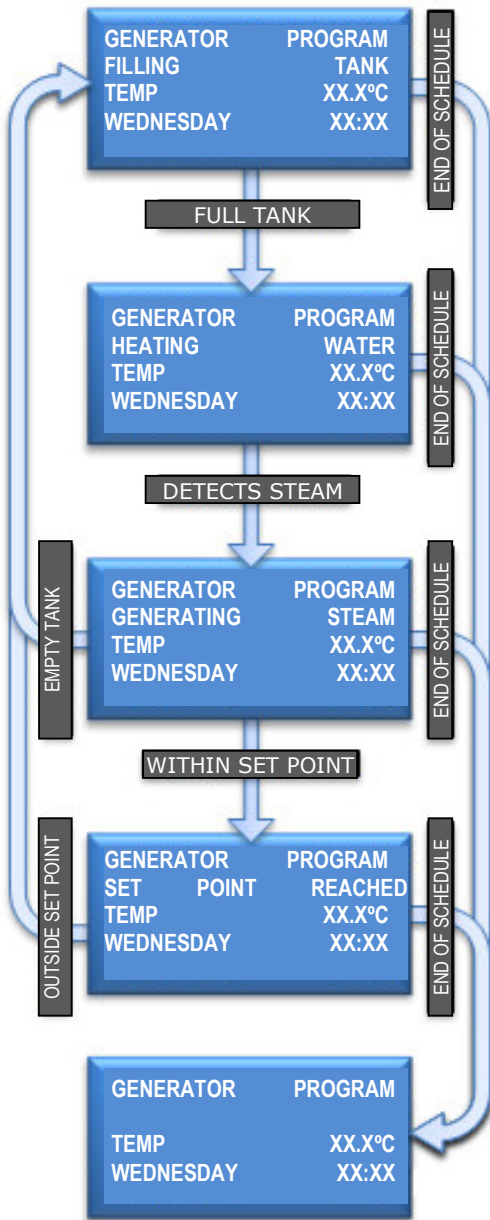 GENERATOR PROGRAM
FILLING TANK
TEMP XX.XºC
WEDNESDAY XX:XX
END OF SCHEDULE
FULL TANK
GENERATOR PROGRAM
HEATING WATER
TEMP XX.XºC
WEDNESDAY XX:XX
END OF SCHEDULE
DETECTS STEAM
EMPTY TANK
GENERATOR PROGRAM
GENERATING STEAM
TEMP XX.XºC
WEDNESDAY XX:XX
END OF SCHEDULE
WITHIN SET POINT
OUTSIDE SET POINT
GENERATOR PROGRAM
SET POINT REACHED
TEMP XX.XºC
WEDNESDAY XX:XX
END OF SCHEDULE
GENERATOR PROGRAM
TEMP XX.XºC
WEDNESDAY XX:XX